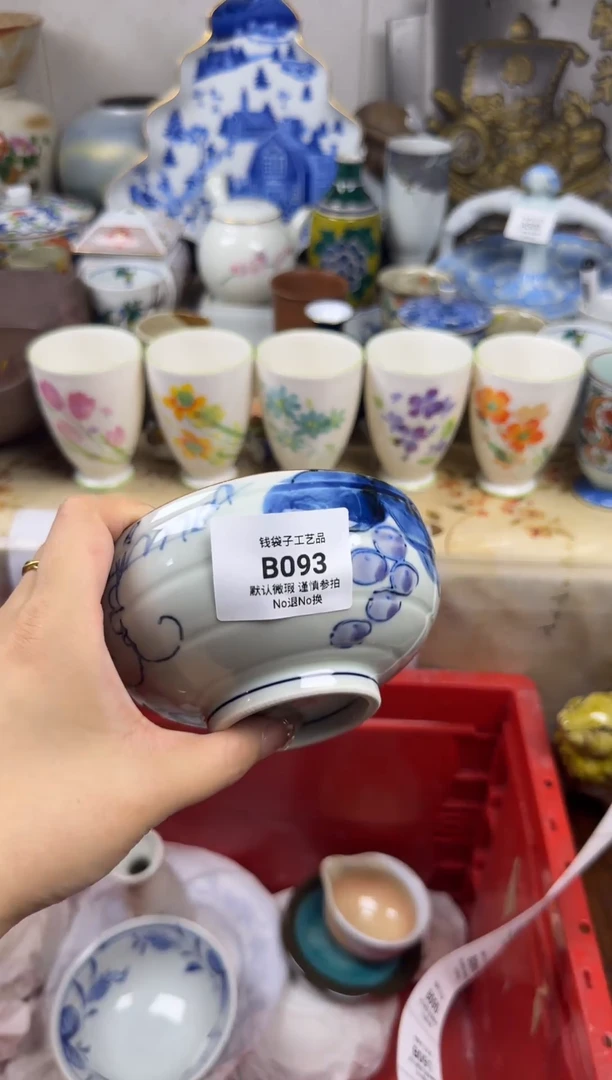 钱袋子工艺品
B093
默认微瑕 谨慎参拍
No退No换